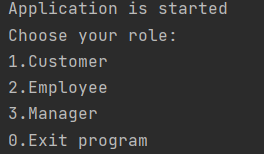 Application is started
Choose your role:
1.Customer
2.Employee
3.Manager
0.Exit program